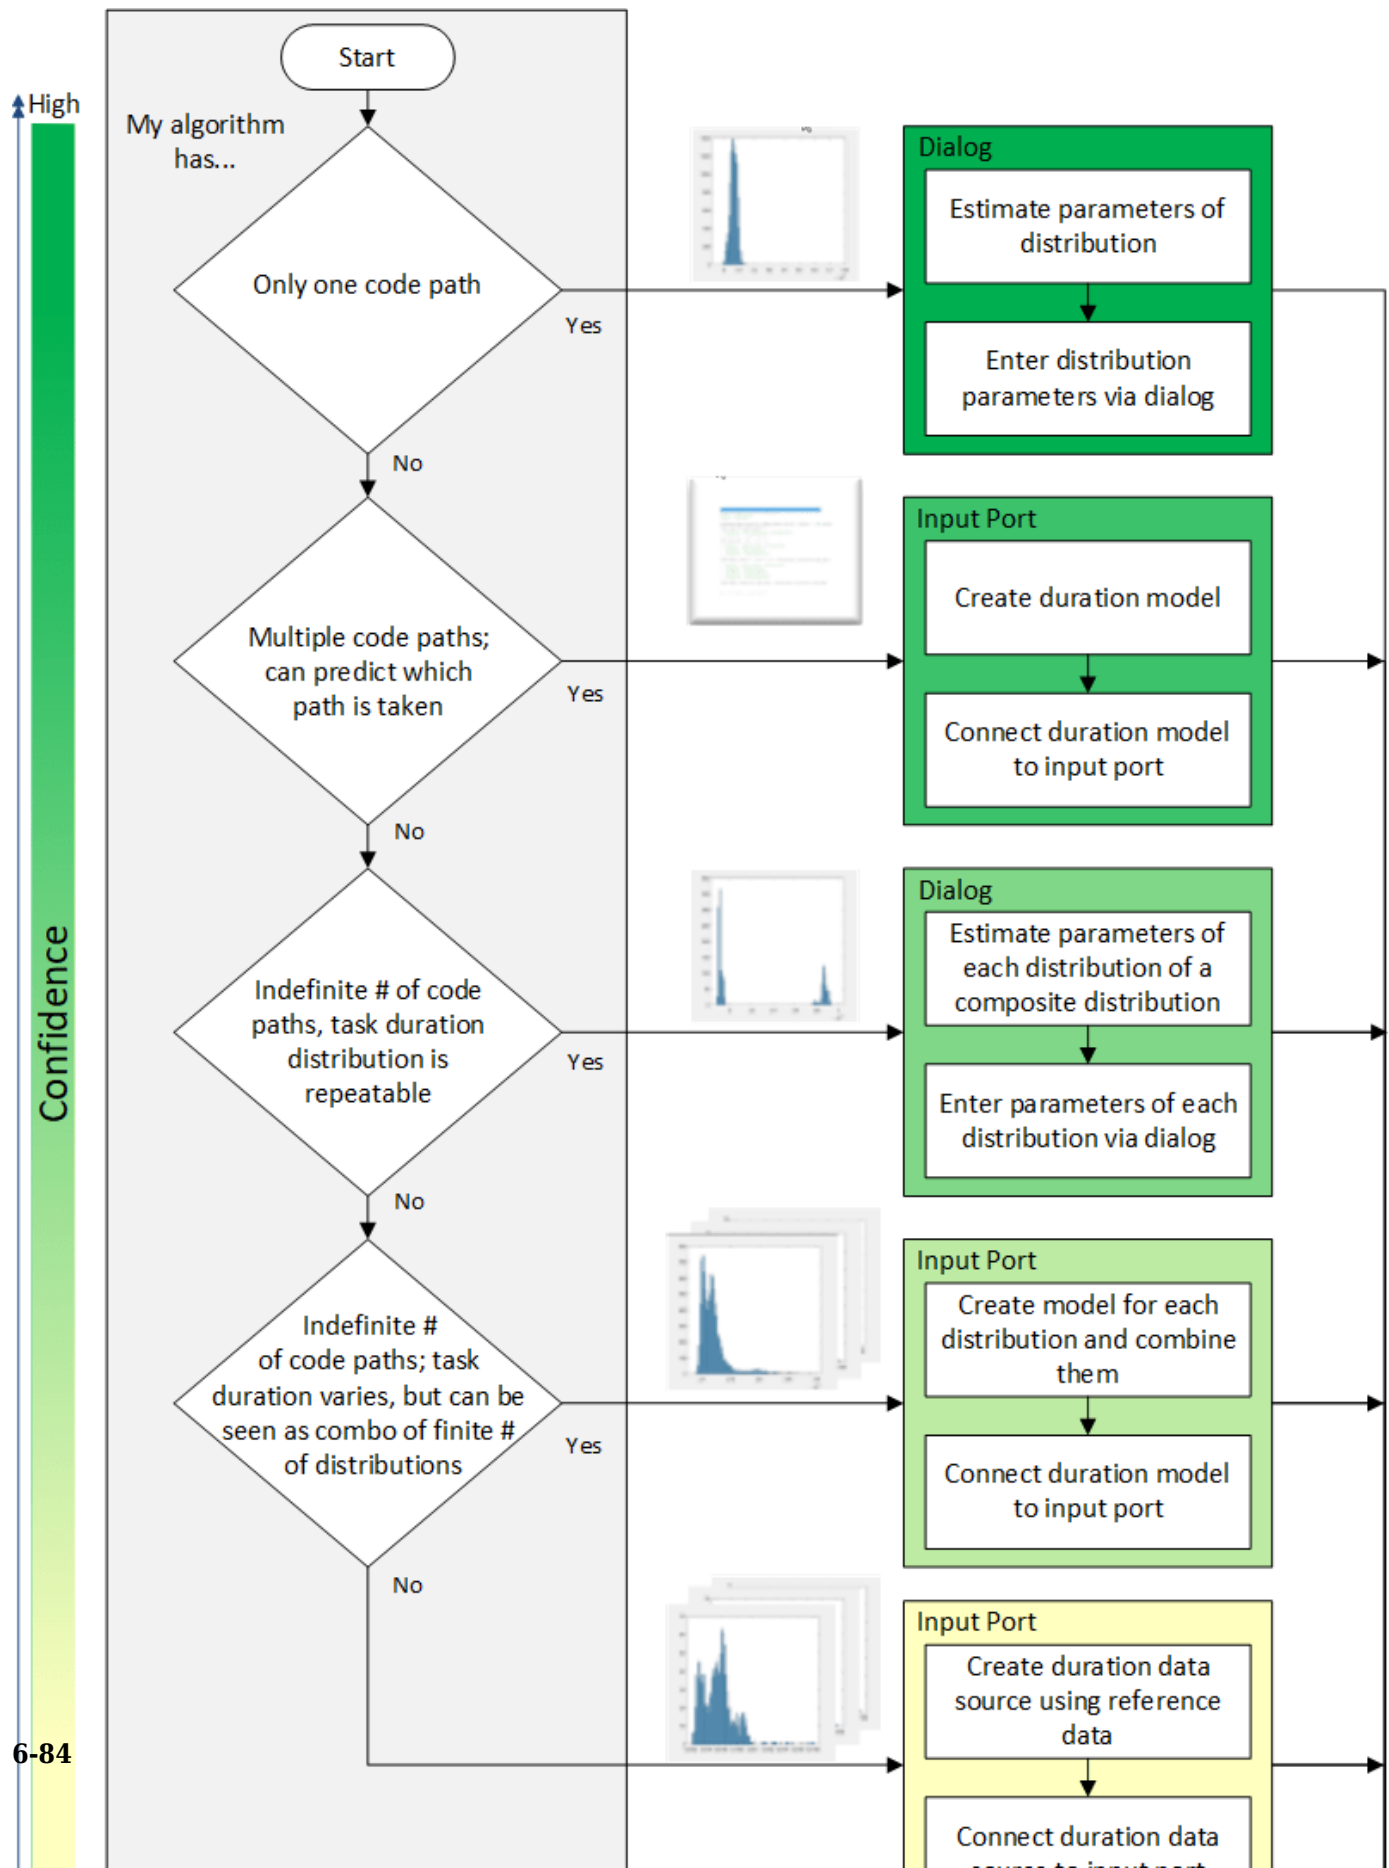 Start
High
My algorithm
has...
Only one code path
Yes
Dialog
Estimate parameters of
distribution
Enter distribution
parameters via dialog
No
Multiple code paths;
can predict which
path is taken
Yes
Input Port
Create duration model
Connect duration model
to input port
No
Indefinite # of code
paths, task duration
distribution is
repeatable
Yes
Dialog
Estimate parameters of
each distribution of a
composite distribution
Enter parameters of each
distribution via dialog
Confidence
No
Indefinite #
of code paths; task
duration varies, but can be
seen as combo of finite #
of distributions
Yes
Input Port
Create model for each
distribution and combine
them
Connect duration model
to input port
No
Input Port
Create duration data
source using reference
data
Connect duration data
source to input port
6-84